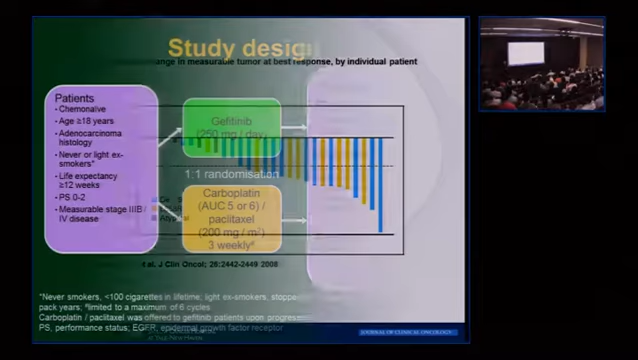 Study design
ange in measurable tumor at best response, by individual patient
Patients
• Chemonaïve
• Age ≥18 years
• Adenocarcinoma
histology
• Never or light ex-
smokers*
• Life expectancy
≥12 weeks
• PS 0-2
• Measurable stage IIIB /
IV disease
Gefitinib
(250 mg / day)
1:1 randomisation
Carboplatin
(AUC 5 or 6) /
paclitaxel
(200 mg / m²)
3 weekly#
et al. J Clin Oncol; 26:2442-2449 2008
*Never smokers, <100 cigarettes in lifetime; light ex-smokers, stoppe
pack years; #limited to a maximum of 6 cycles
Carboplatin / paclitaxel was offered to gefitinib patients upon progres
PS, performance status; EGFR, epidermal growth factor receptor
JOURNAL OF CLINICAL ONCOLOGY